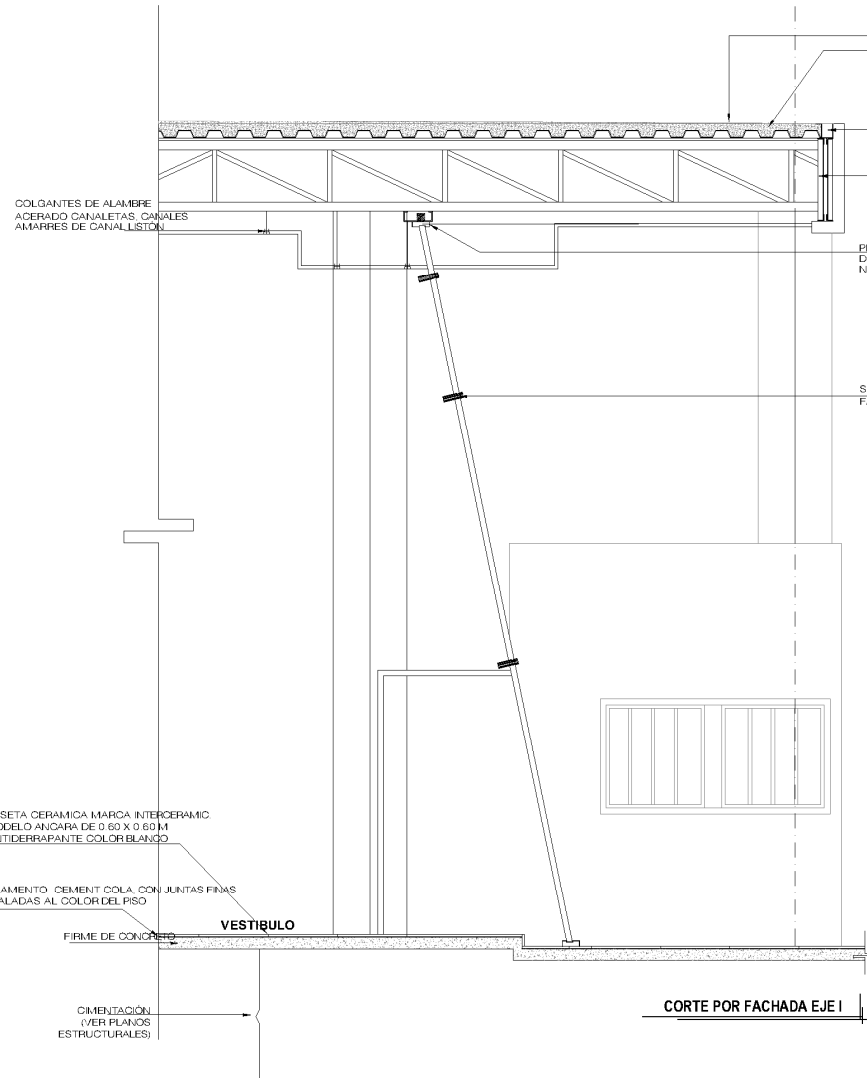 COLGANTES DE ALAMBRE
ACERADO CANALETAS, CANALES
AMARRES DE CANAL LISTÓN
SETA CERAMICA MARCA INTERCERAMIC.
DELO ANCARA DE 0.60 X 0.60 M
NTIDERRAPANTE COLOR BLANCO
AMENTO CEMENT COLA, CON JUNTAS FINAS
ALADAS AL COLOR DEL PISO
VESTIBULO
FIRME DE CONCRETO
CIMENTACIÓN
(VER PLANOS
ESTRUCTURALES)
CORTE POR FACHADA EJE I